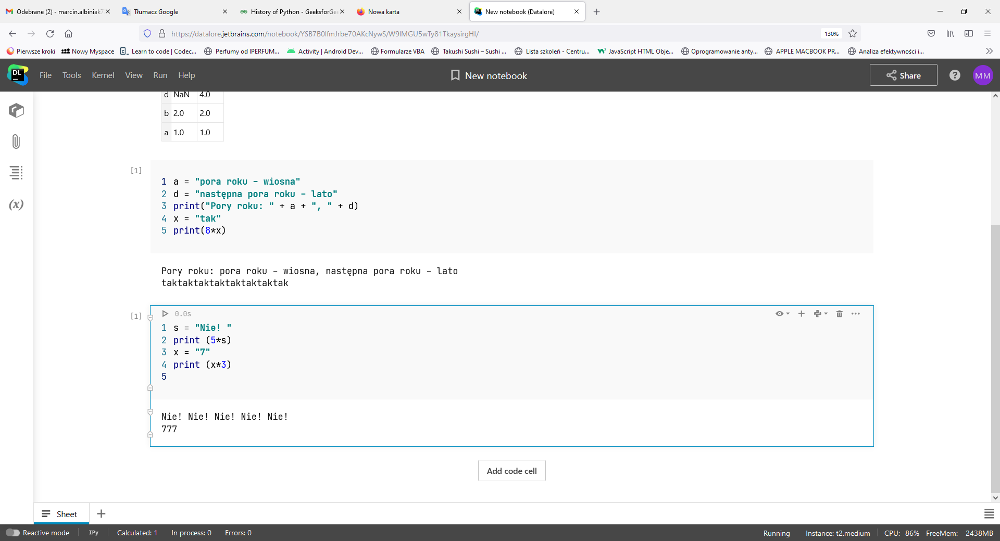 Odebrane (2) - marcin.albiniak7
Tłumacz Google
History of Python - GeeksforGee
Nowa karta
New notebook (Datalore)
https://datalore.jetbrains.com/notebook/YSB7B0lfmJrbe70AKcNywS/W9IMGU5wTy81TkaysirgHI/
130%
Pierwsze kroki
Nowy Myspace
Learn to code | Codec...
Perfumy od IPERFUM...
Activity | Android Dev...
Formularze VBA
Takushi Sushi – Sushi ...
Lista szkoleń - Centru...
JavaScript HTML Obje...
Oprogramowanie anty...
APPLE MACBOOK PR...
Analiza efektywności i...
DL
File Tools Kernel View Run Help
New notebook
Share
MM
d NaN 4.0
b 2.0 2.0
a 1.0 1.0
(x)
[1]
1 a = "pora roku - wiosna"
2 d = "następna pora roku - lato"
3 print("Pory roku: " + a + ", " + d)
4 x = "tak"
5 print(8*x)
Pory roku: pora roku - wiosna, następna pora roku - lato
taktaktaktaktaktaktaktak
[1]
0.0s
1 s = "Nie! "
2 print (5*s)
3 x = "7"
4 print (x*3)
5
Nie! Nie! Nie! Nie! Nie!
777
Add code cell
Sheet
Reactive mode IPy Calculated: 1 In process: 0 Errors: 0 Running Instance: t2.medium CPU: 86% FreeMem: 2438MB